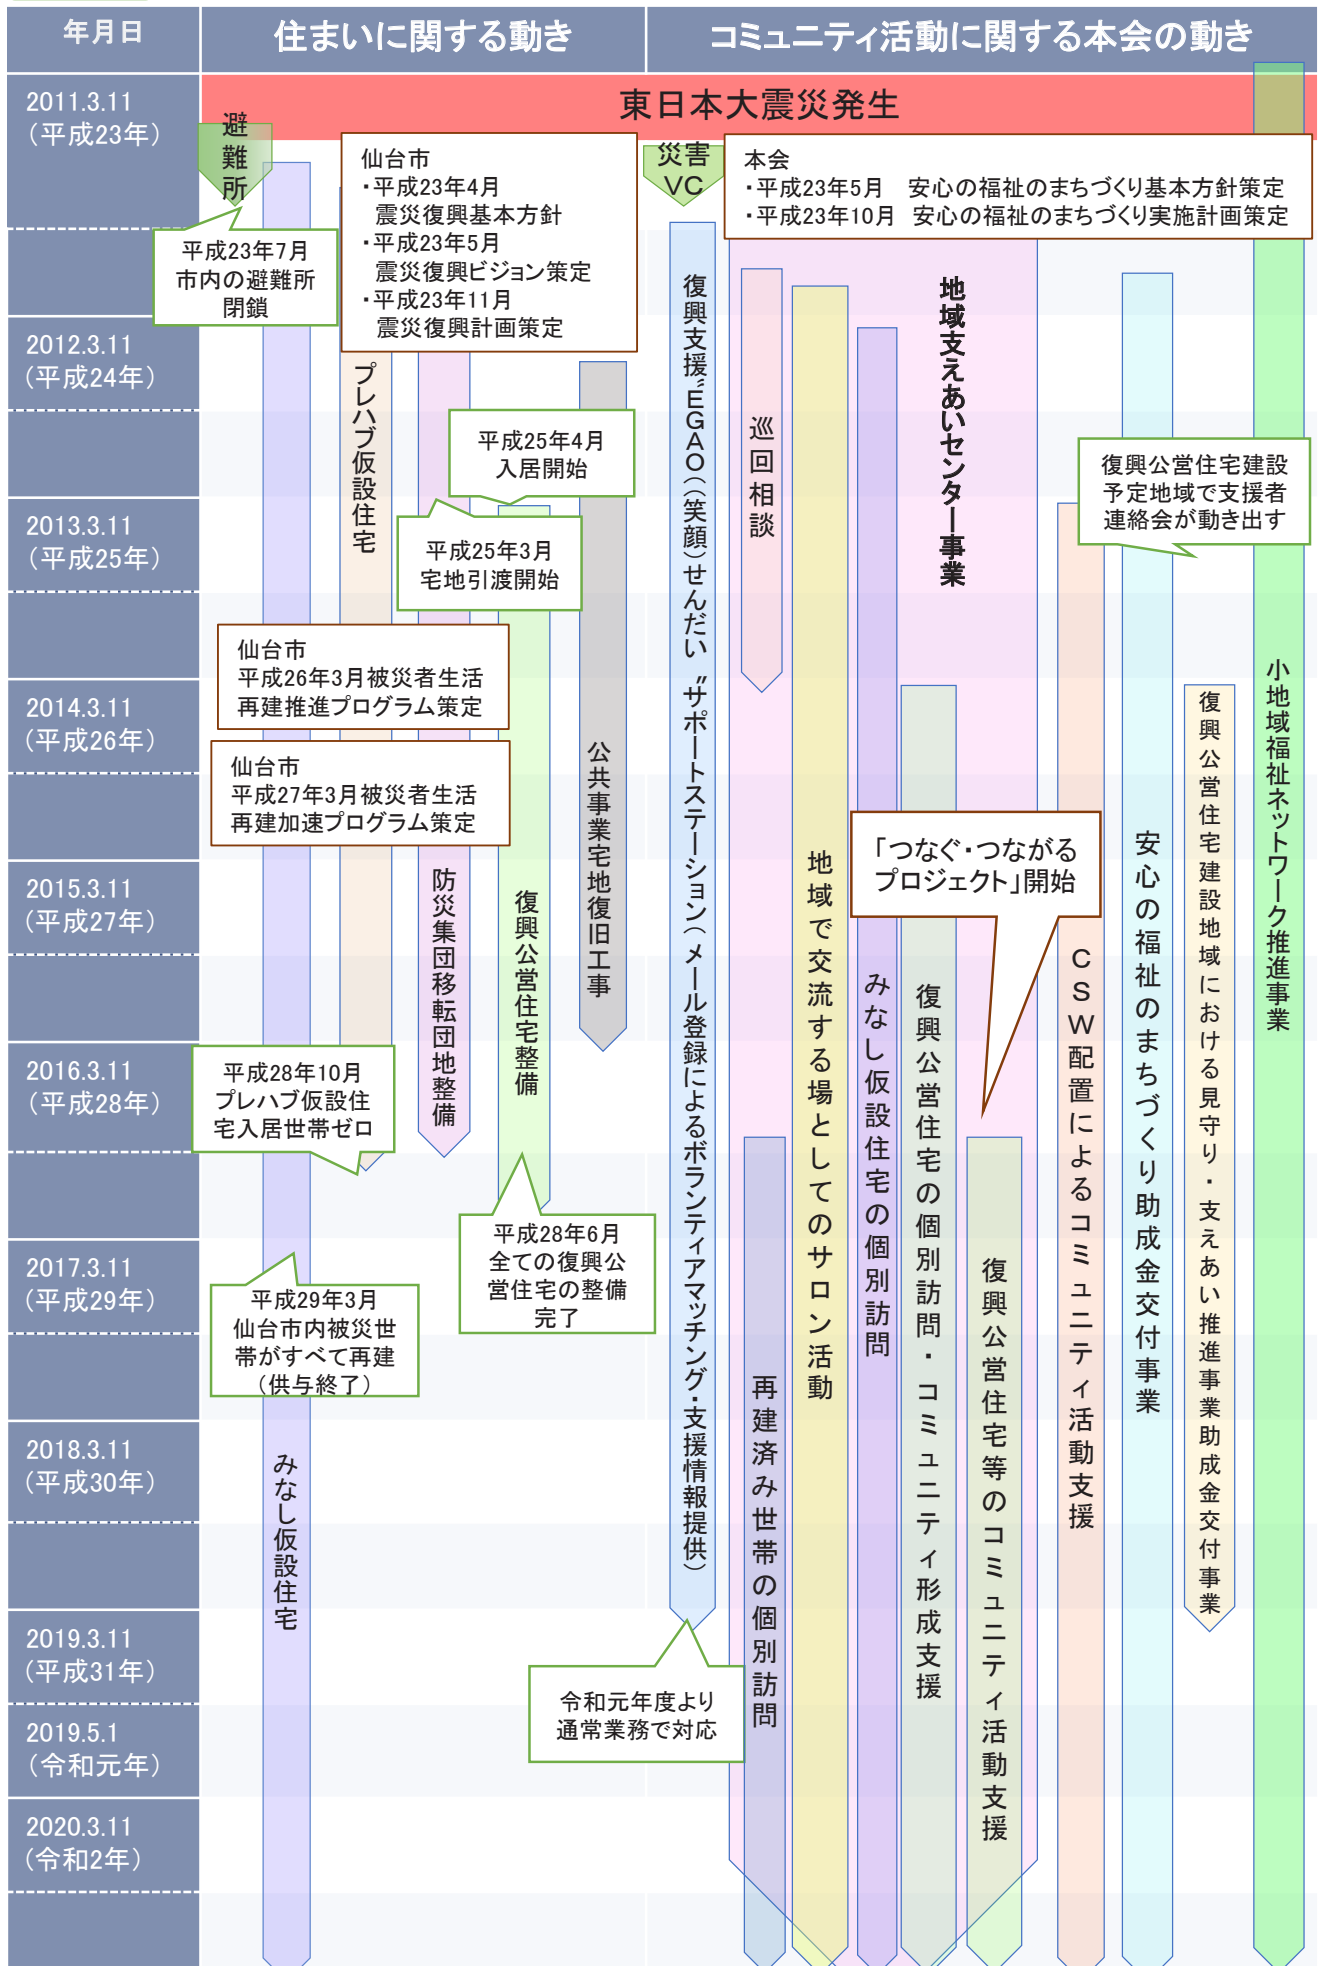 年月日
住まいに関する動き
コミュニティ活動に関する本会の動き
2011.3.11
（平成23年）
東日本大震災発生
避難所
平成23年7月
市内の避難所
閉鎖
仙台市
・平成23年4月
震災復興基本方針
・平成23年5月
震災復興ビジョン策定
・平成23年11月
震災復興計画策定
災害
VC
本会
・平成23年5月　安心の福祉のまちづくり基本方針策定
・平成23年10月　安心の福祉のまちづくり実施計画策定
2012.3.11
（平成24年）
プレハブ仮設住宅
平成25年4月
入居開始
2013.3.11
（平成25年）
平成25年3月
宅地引渡開始
復興公営住宅建設
予定地域で支援者
連絡会が動き出す
仙台市
平成26年3月被災者生活
再建推進プログラム策定
2014.3.11
（平成26年）
仙台市
平成27年3月被災者生活
再建加速プログラム策定
「つなぐ・つながる
プロジェクト」開始
2015.3.11
（平成27年）
防災集団移転団地整備
復興公営住宅整備
公共事業宅地復旧工事
2016.3.11
（平成28年）
平成28年10月
プレハブ仮設住
宅入居世帯ゼロ
平成28年6月
全ての復興公
営住宅の整備
完了
2017.3.11
（平成29年）
平成29年3月
仙台市内被災世
帯がすべて再建
（供与終了）
2018.3.11
（平成30年）
みなし仮設住宅
2019.3.11
（平成31年）
令和元年度より
通常業務で対応
2019.5.1
（令和元年）
2020.3.11
（令和2年）
復興支援〝EGAO（（笑顔）せんだい〝サポートステーション（メール登録によるボランティアマッチング・支援情報提供）
巡回相談
再建済み世帯の個別訪問
地域で交流する場としてのサロン活動
みなし仮設住宅の個別訪問
地域支えあいセンター事業
復興公営住宅の個別訪問・コミュニティ形成支援
復興公営住宅等のコミュニティ活動支援
CSW配置によるコミュニティ活動支援
安心の福祉のまちづくり助成金交付事業
復興公営住宅建設地域における見守り・支えあい推進事業助成金交付事業
小地域福祉ネットワーク推進事業